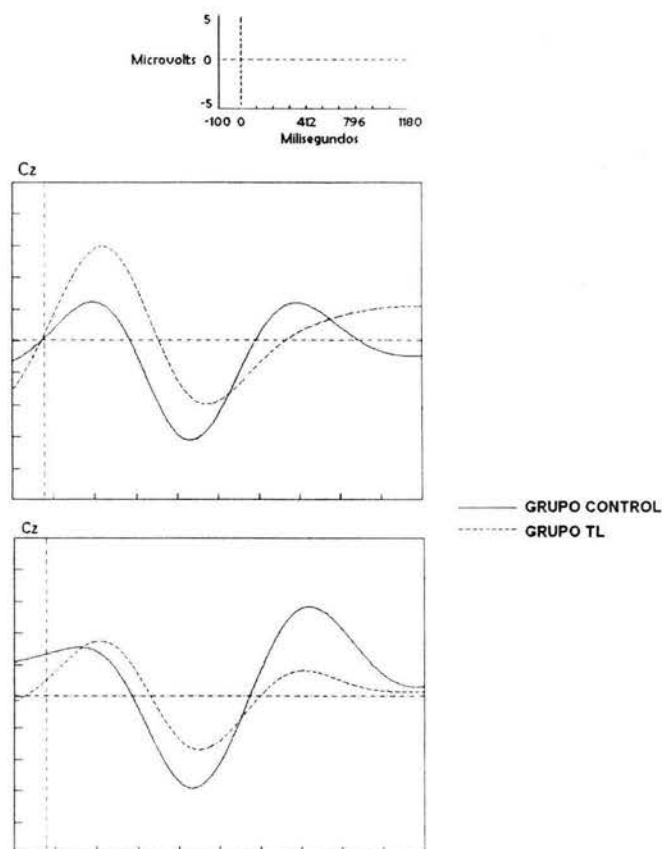 5
Microvolts 0
-5
-100 0 412 796 1180
Milisegundos
Cz
GRUPO CONTROL
GRUPO TL
Cz